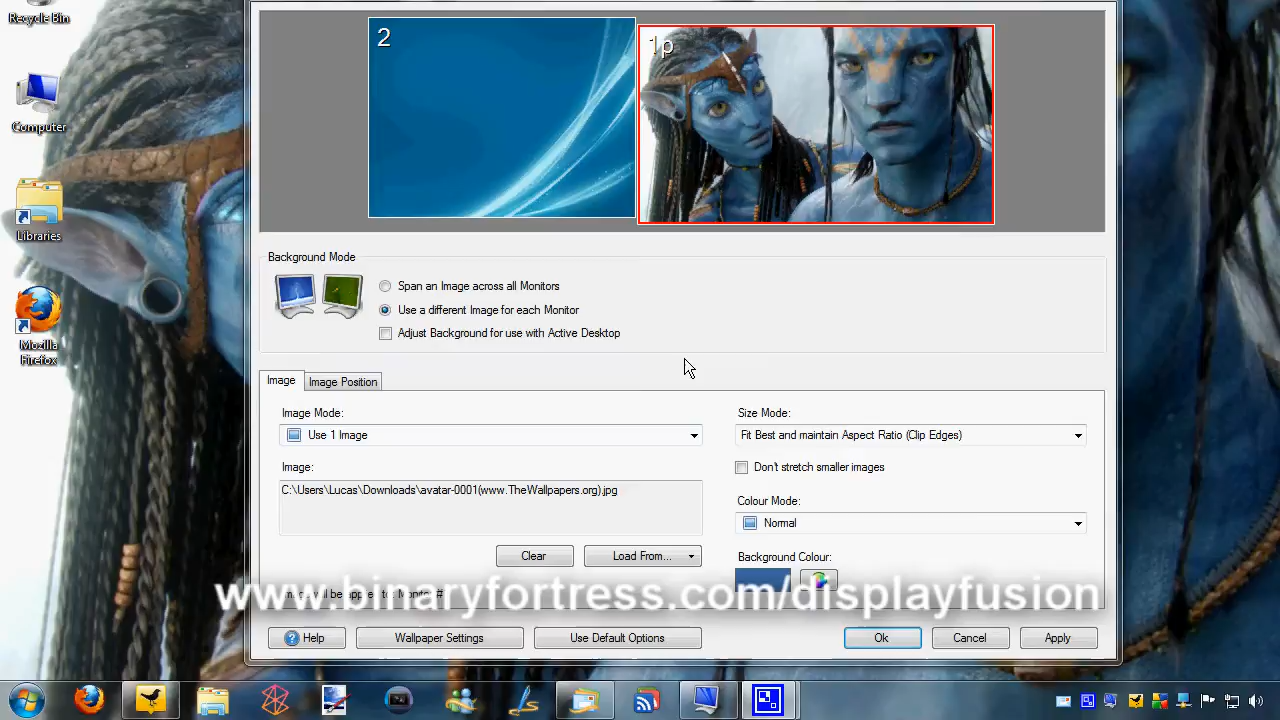 Recycle Bin
Computer
Libraries
Mozilla
Firefox
2
1p
Background Mode
Span an Image across all Monitors
Use a different Image for each Monitor
Adjust Background for use with Active Desktop
Image
Image Position
Image Mode:
Use 1 Image
Image:
C:\Users\Lucas\Downloads\avatar-0001(www.TheWallpapers.org).jpg
Clear
Load From...
Size Mode:
Fit Best and maintain Aspect Ratio (Clip Edges)
Don't stretch smaller images
Colour Mode:
Normal
Background Colour:
www.binaryfortress.com/displayfusion
Help
Wallpaper Settings
Use Default Options
Ok
Cancel
Apply